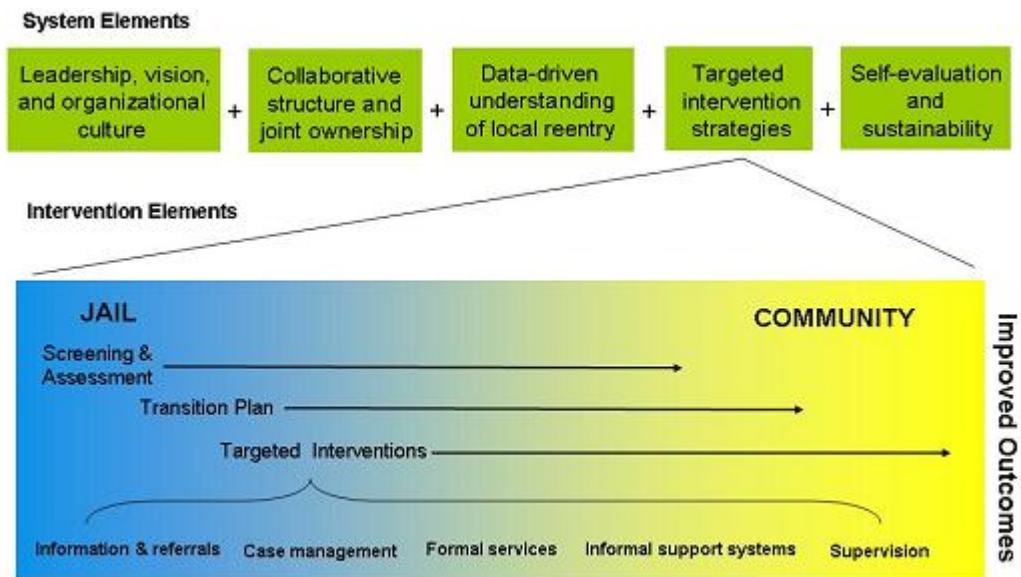 System Elements
Leadership, vision,
and organizational
culture
+
Collaborative
structure and
joint ownership
+
Data-driven
understanding
of local reentry
+
Targeted
intervention
strategies
+
Self-evaluation
and
sustainability
Intervention Elements
JAIL
COMMUNITY
Screening &
Assessment
Transition Plan
Targeted Interventions
Information & referrals
Case management
Formal services
Informal support systems
Supervision
Improved Outcomes